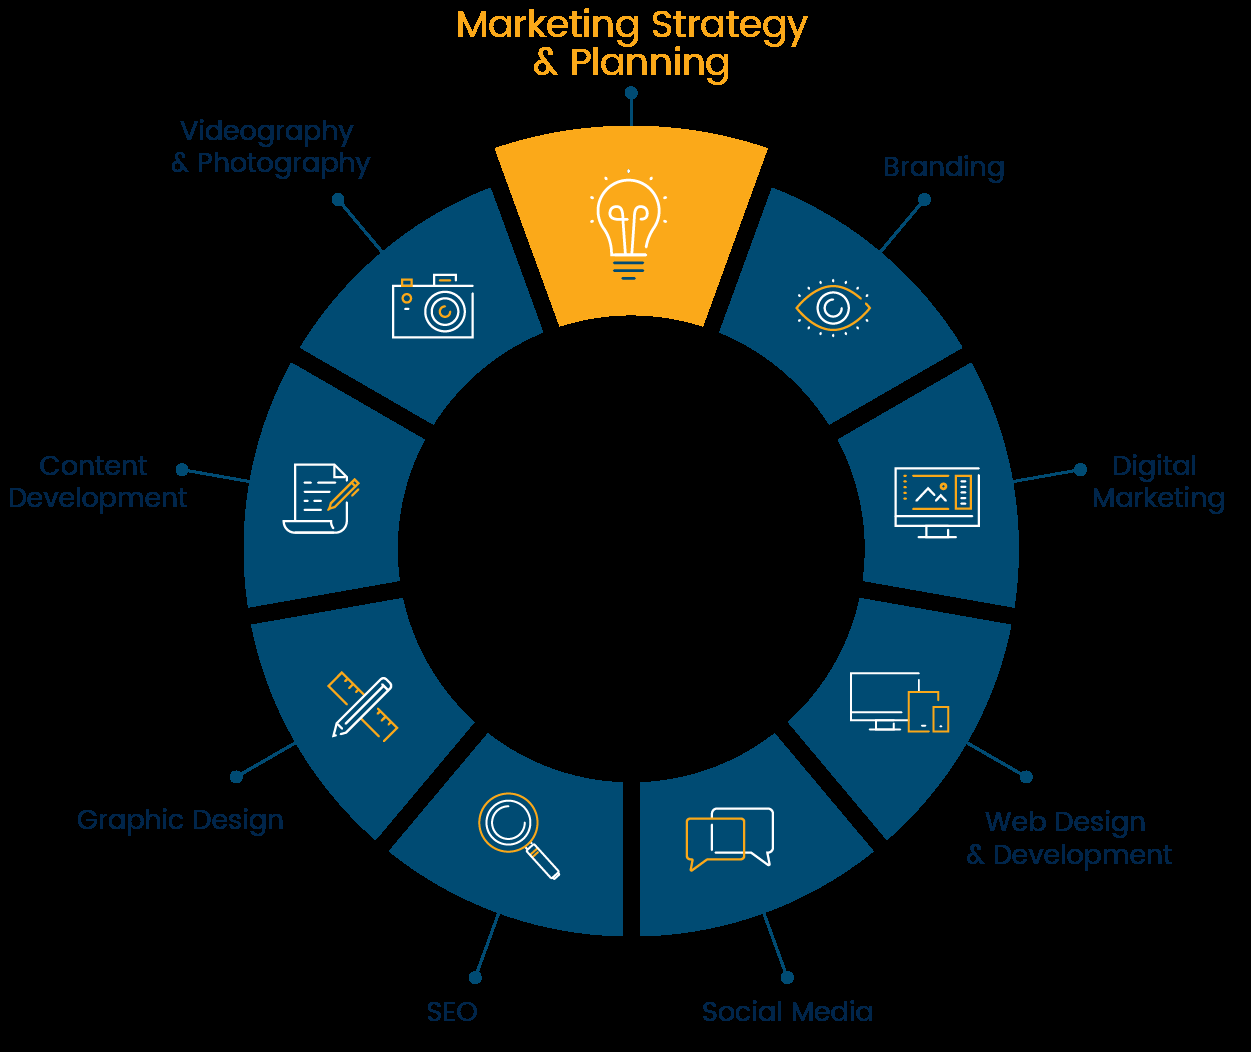 Marketing Strategy
& Planning
Videography
& Photography
Branding
Content
Development
Digital
Marketing
Graphic Design
Web Design
& Development
SEO
Social Media